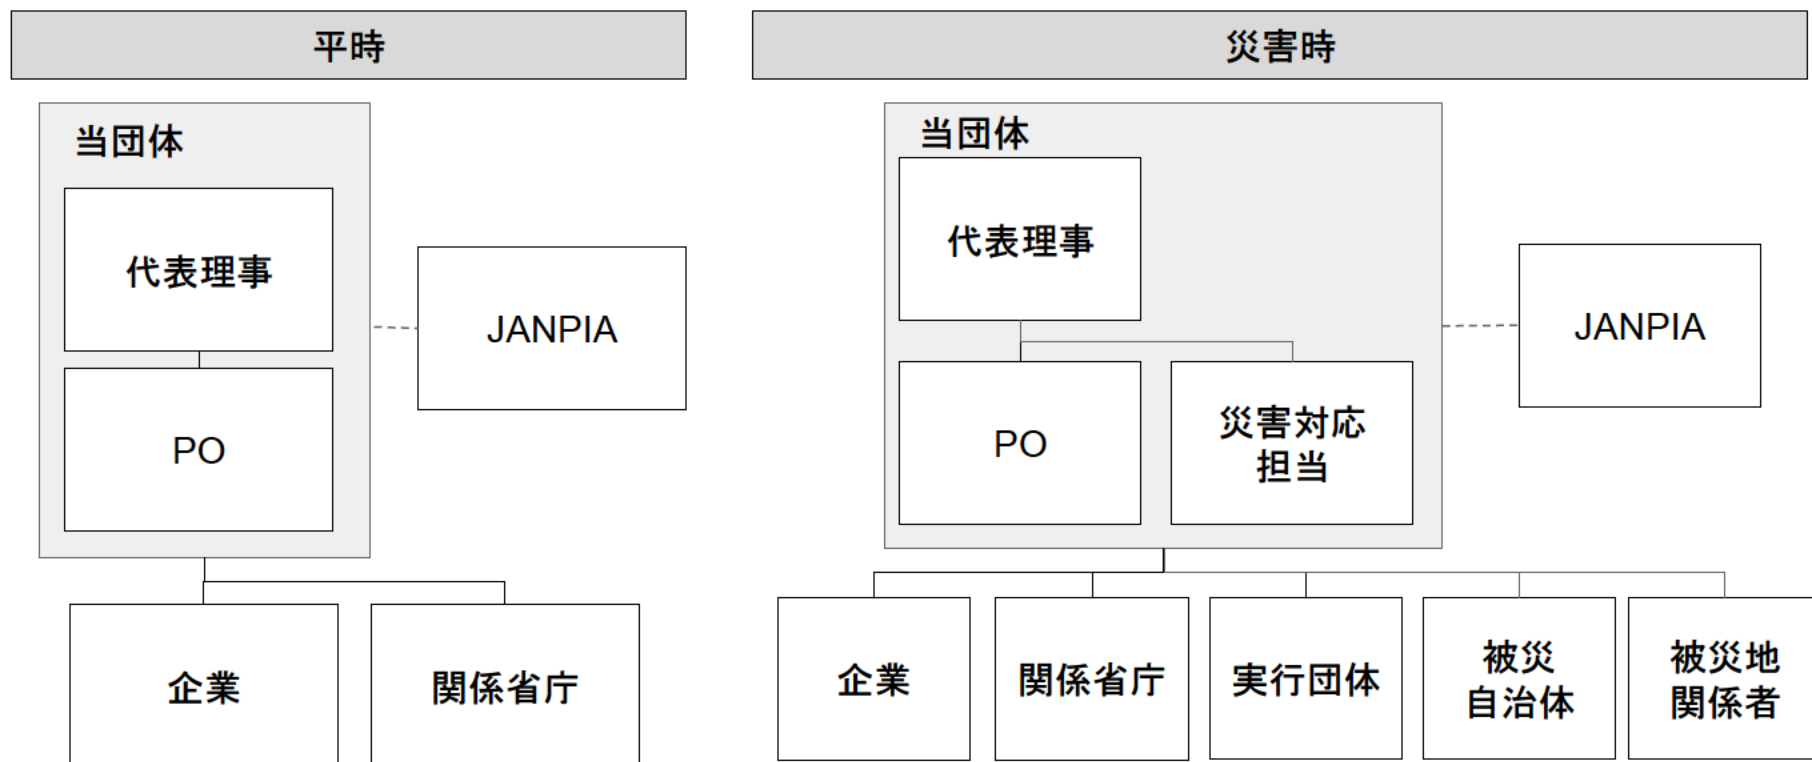 平時
当団体
代表理事
JANPIA
PO
企業
関係省庁
災害時
当団体
代表理事
JANPIA
PO
災害対応
担当
企業
関係省庁
実行団体
被災
自治体
被災地
関係者